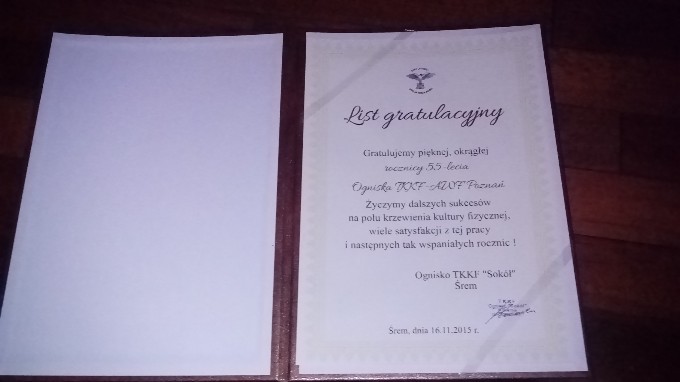 List gratulacyjny
Gratulujemy pięknej, okrągłej
rocznicy 55-lecia
Ogniska TKKF-AWF Poznań
Życzymy dalszych sukcesów
na polu krzewienia kultury fizycznej,
wiele satysfakcji z tej pracy
i następnych tak wspaniałych rocznic !
Ognisko TKKF "Sokół"
Śrem
TKKF
Śrem, dnia 16.11.2015 r.